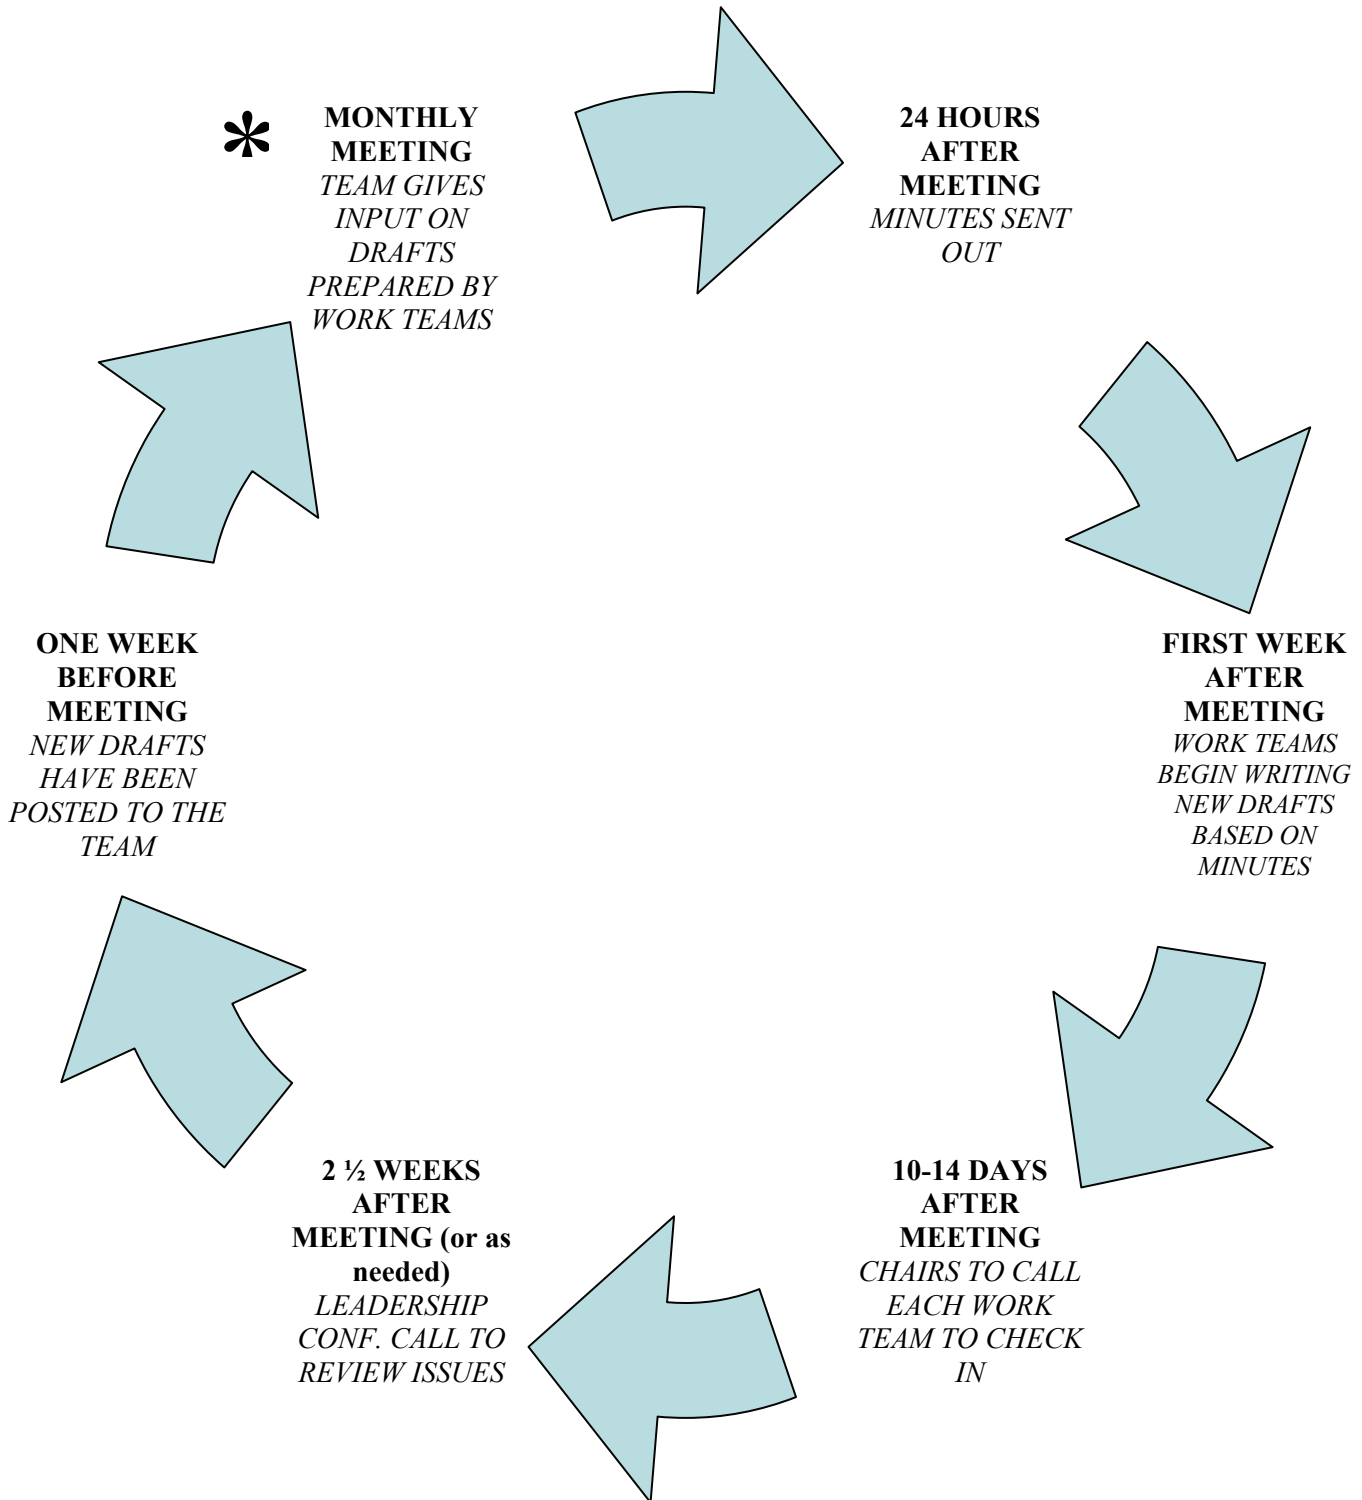 *
MONTHLY
MEETING
TEAM GIVES
INPUT ON
DRAFTS
PREPARED BY
WORK TEAMS
24 HOURS
AFTER
MEETING
MINUTES SENT
OUT
FIRST WEEK
AFTER
MEETING
WORK TEAMS
BEGIN WRITING
NEW DRAFTS
BASED ON
MINUTES
10-14 DAYS
AFTER
MEETING
CHAIRS TO CALL
EACH WORK
TEAM TO CHECK
IN
2 ½ WEEKS
AFTER
MEETING (or as
needed)
LEADERSHIP
CONF. CALL TO
REVIEW ISSUES
ONE WEEK
BEFORE
MEETING
NEW DRAFTS
HAVE BEEN
POSTED TO THE
TEAM